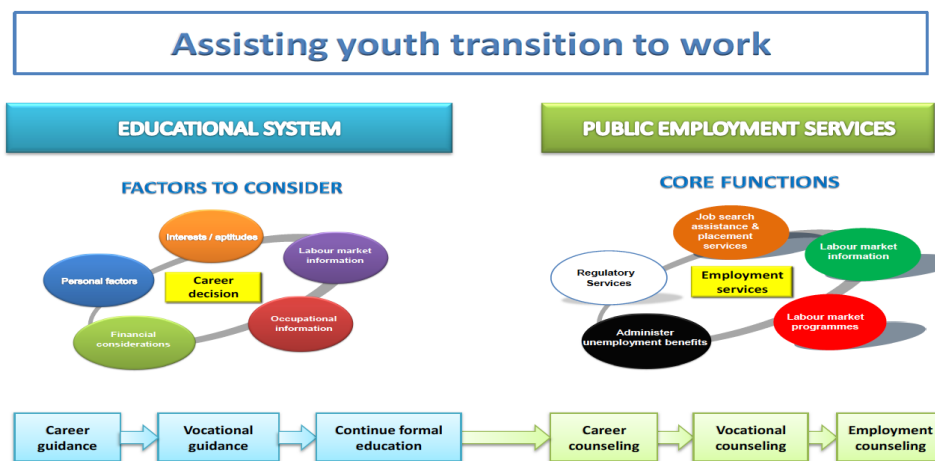 Assisting youth transition to work
EDUCATIONAL SYSTEM
FACTORS TO CONSIDER
Interests / aptitudes
Labour market
information
Personal factors
Career
decision
Occupational
information
Financial
considerations
PUBLIC EMPLOYMENT SERVICES
CORE FUNCTIONS
Job search
assistance &
placement
services
Labour market
information
Regulatory
Services
Employment
services
Labour market
programmes
Administer
unemployment benefits
Career
guidance
Vocational
guidance
Continue formal
education
Career
counseling
Vocational
counseling
Employment
counseling